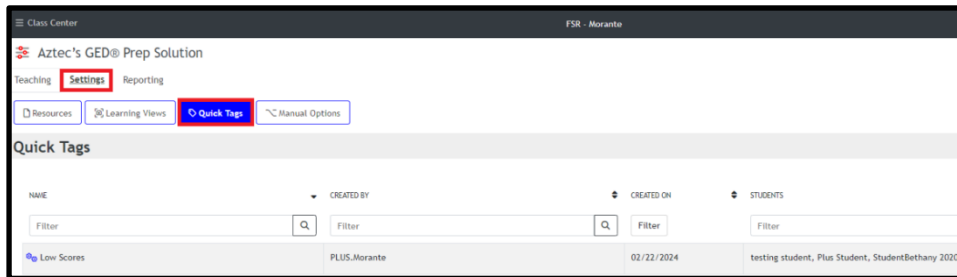 Class Center FSR - Morante
Aztec's GED® Prep Solution
Teaching Settings Reporting
Resources Learning Views Quick Tags Manual Options
Quick Tags
NAME CREATED BY CREATED ON STUDENTS
Filter Filter Filter Filter
Low Scores PLUS.Morante 02/22/2024 testing student, Plus Student, StudentBethany 2020